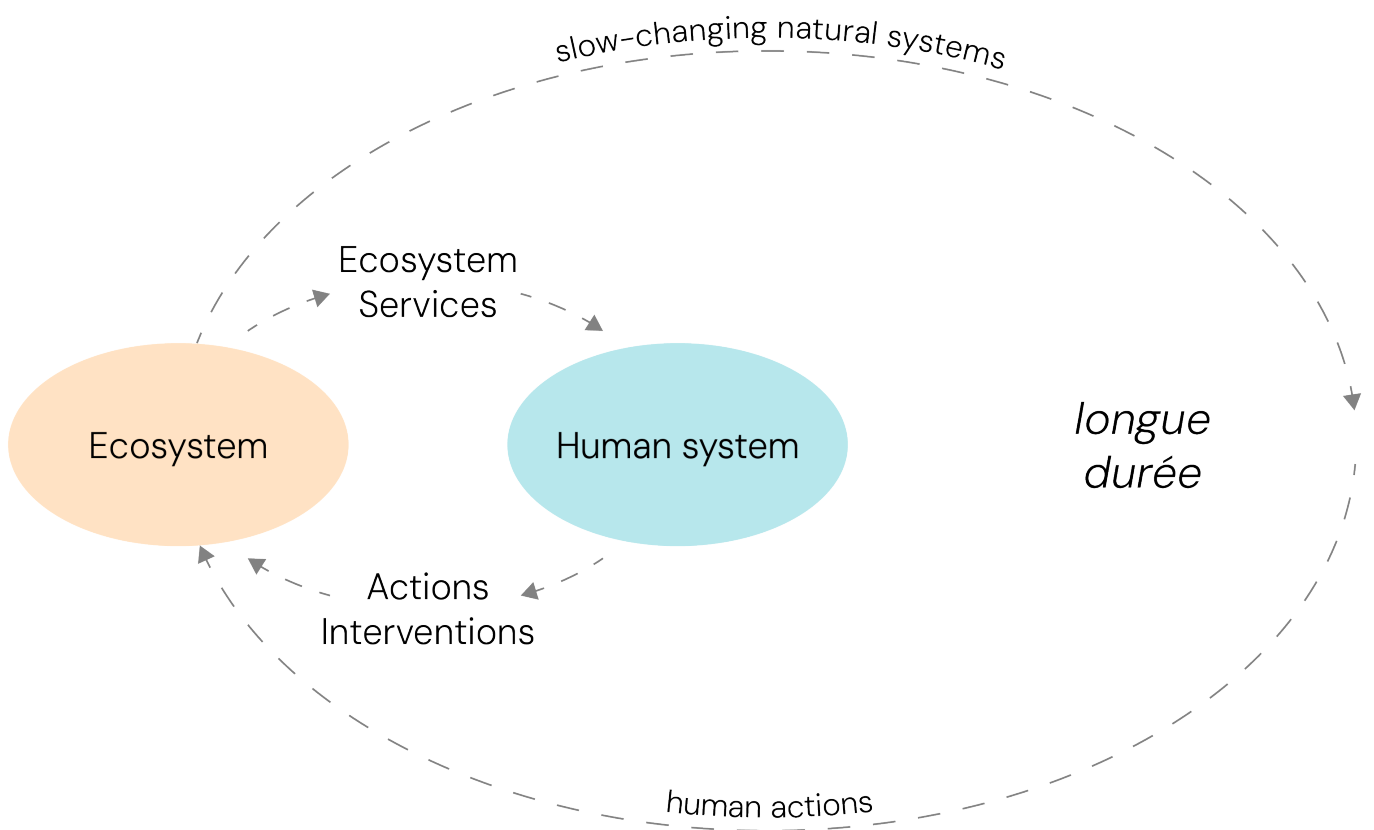 slow-changing natural systems
Ecosystem
Services
Ecosystem
Human system
longue
durée
Actions
Interventions
human actions